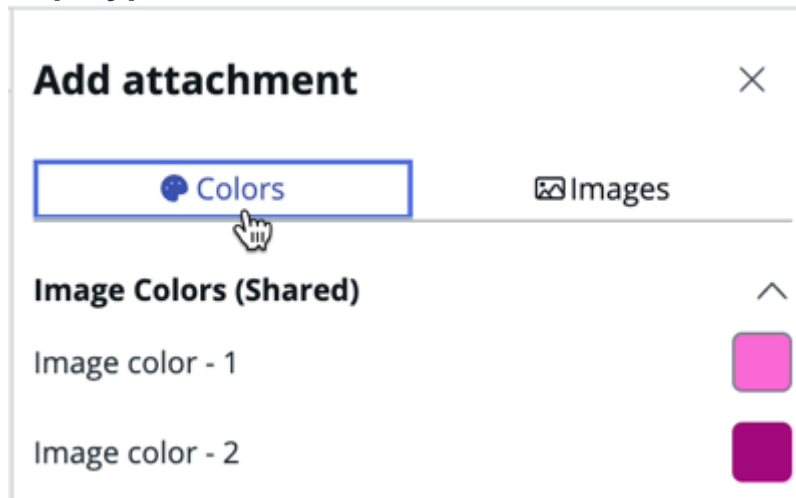 Add attachment
Colors Images
Image Colors (Shared)
Image color - 1
Image color - 2